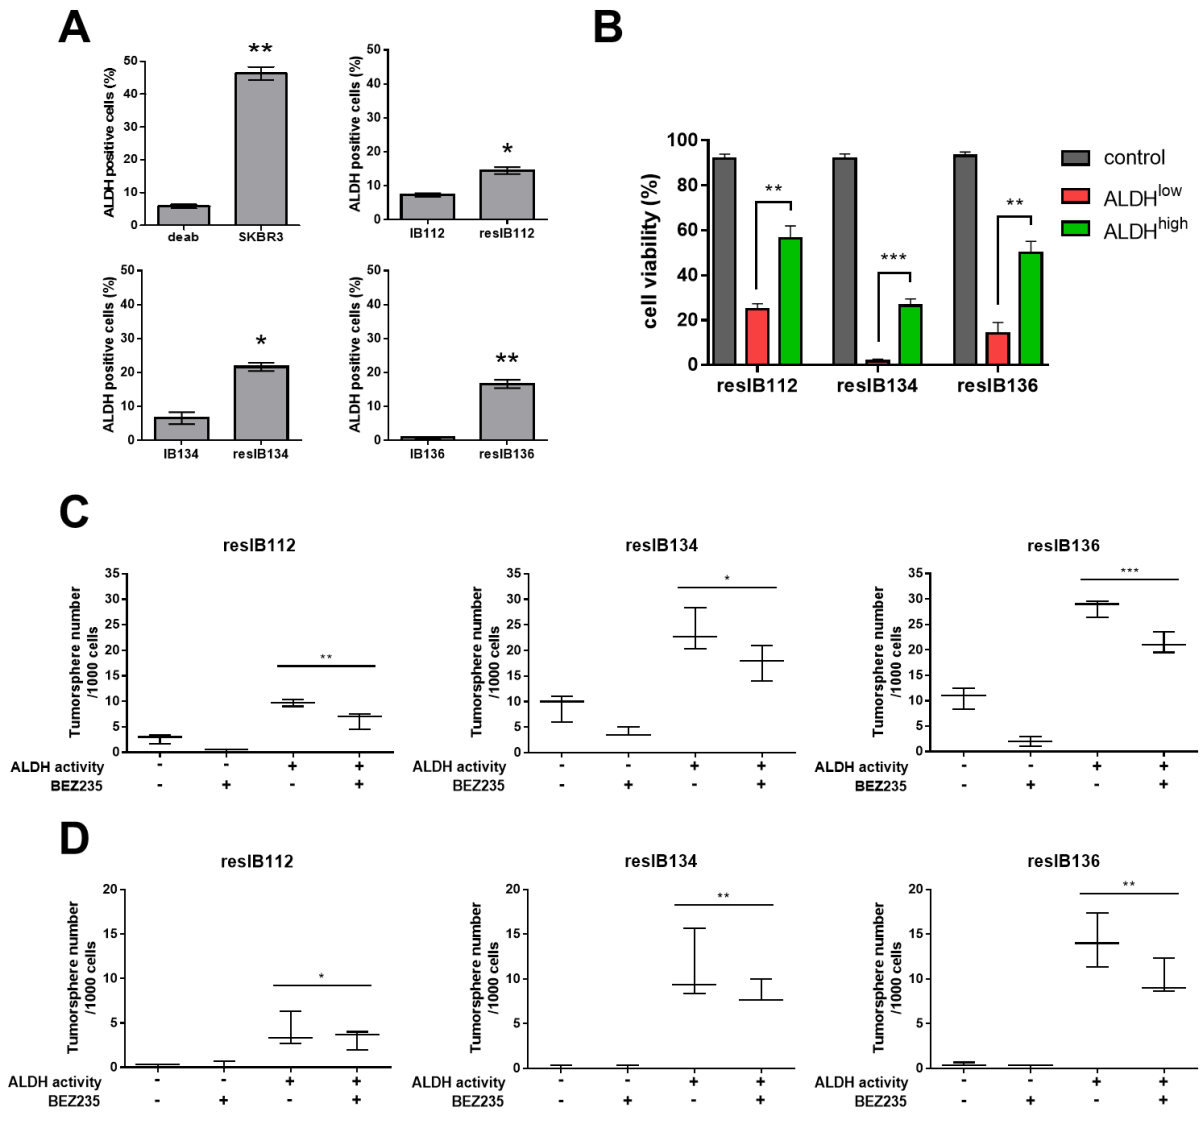 A
ALDH positive cells (%)
50
40
30
20
10
0
**
deab
SKBR3
ALDH positive cells (%)
50
40
30
20
10
0
*
IB112
resIB112
ALDH positive cells (%)
50
40
30
20
10
0
*
IB134
resIB134
ALDH positive cells (%)
50
40
30
20
10
0
**
IB136
resIB136
B
cell viability (%)
100
80
60
40
20
0
**
***
**
resIB112
resIB134
resIB136
control
ALDHlow
ALDHhigh
C
resIB112
Tumorsphere number
/1000 cells
35
30
25
20
15
10
5
0
**
ALDH activity - - + +
BEZ235 - + - +
resIB134
Tumorsphere number
/1000 cells
35
30
25
20
15
10
5
0
*
ALDH activity - - + +
BEZ235 - + - +
resIB136
Tumorsphere number
/1000 cells
35
30
25
20
15
10
5
0
***
ALDH activity - - + +
BEZ235 - + - +
D
resIB112
Tumorsphere number
/1000 cells
20
15
10
5
0
*
ALDH activity - - + +
BEZ235 - + - +
resIB134
Tumorsphere number
/1000 cells
20
15
10
5
0
**
ALDH activity - - + +
BEZ235 - + - +
resIB136
Tumorsphere number
/1000 cells
20
15
10
5
0
**
ALDH activity - - + +
BEZ235 - + - +